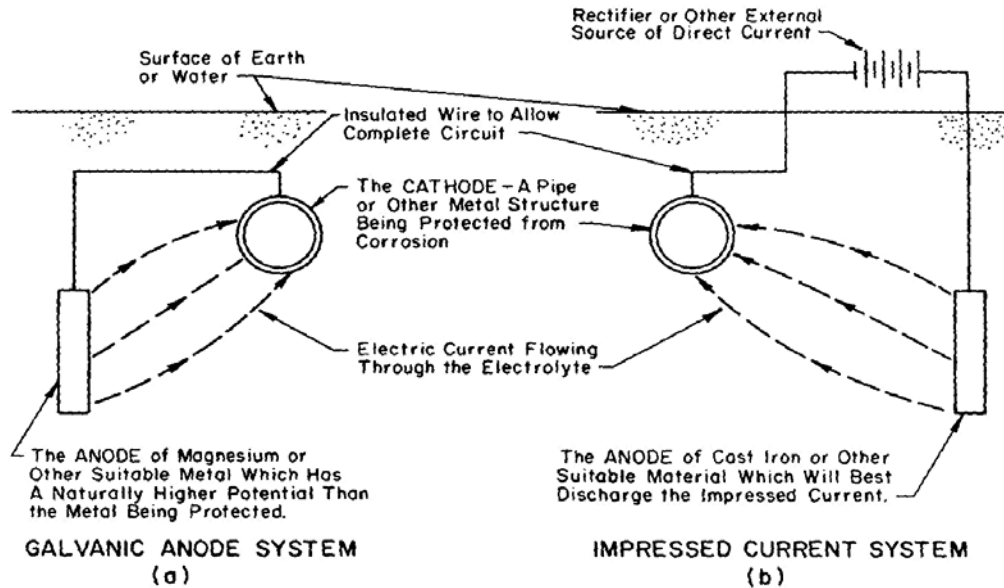 Rectifier or Other External
Source of Direct Current
Surface of Earth
or Water
Insulated Wire to Allow
Complete Circuit
The CATHODE - A Pipe
or Other Metal Structure
Being Protected from
Corrosion
Electric Current Flowing
Through the Electrolyte
The ANODE of Magnesium or
Other Suitable Metal Which Has
A Naturally Higher Potential Than
the Metal Being Protected.
The ANODE of Cast Iron or Other
Suitable Material Which Will Best
Discharge the Impressed Current.
GALVANIC ANODE SYSTEM
(a)
IMPRESSED CURRENT SYSTEM
(b)